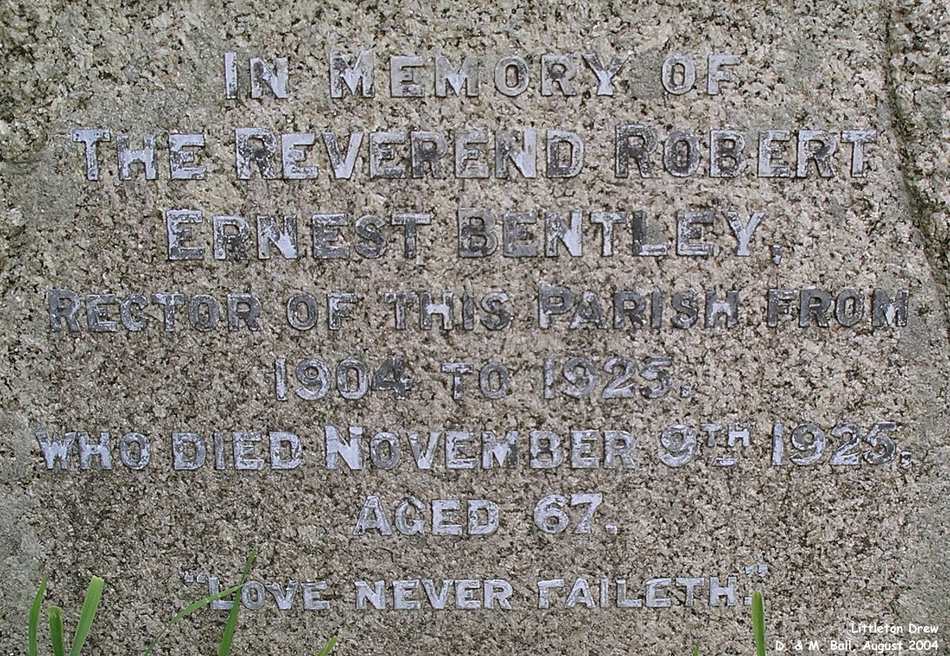 IN MEMORY OF
THE REVEREND ROBERT
ERNEST BENTLEY,
RECTOR OF THIS PARISH FROM
1904 TO 1925.
WHO DIED NOVEMBER 9TH 1925.
AGED 67.
"LOVE NEVER FAILETH."
Littleton Drew
D. & M. Ball, August 2004